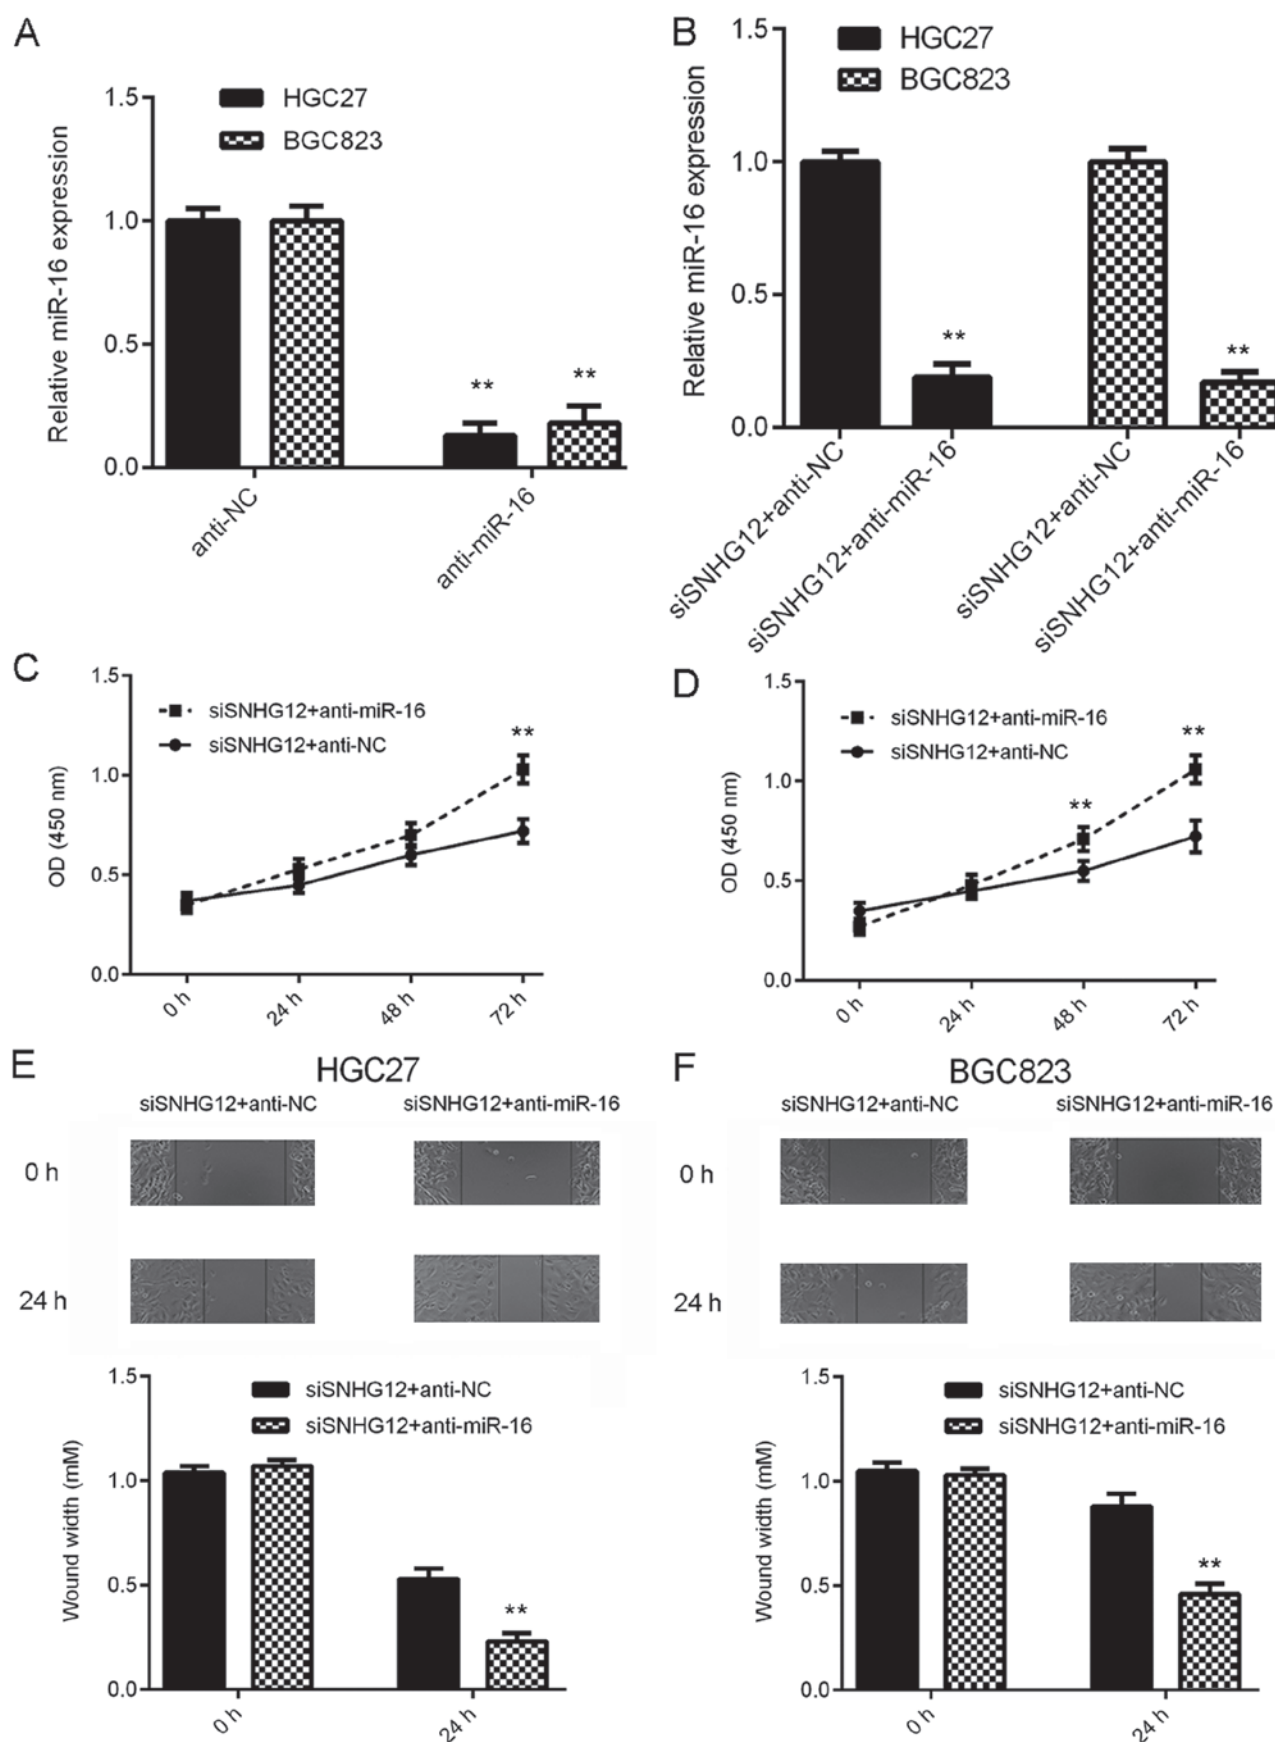 A
1.5
1.0
0.5
0.0
Relative miR-16 expression
HGC27
BGC823
**
**
anti-NC
anti-miR-16
B
1.5
1.0
0.5
0.0
Relative miR-16 expression
HGC27
BGC823
**
**
siSNHG12+anti-NC
siSNHG12+anti-miR-16
siSNHG12+anti-NC
siSNHG12+anti-miR-16
C
1.5
1.0
0.5
0.0
OD (450 nm)
siSNHG12+anti-miR-16
siSNHG12+anti-NC
**
0 h
24 h
48 h
72 h
D
1.5
1.0
0.5
0.0
OD (450 nm)
siSNHG12+anti-miR-16
siSNHG12+anti-NC
**
**
0 h
24 h
48 h
72 h
E
HGC27
siSNHG12+anti-NC
siSNHG12+anti-miR-16
0 h
24 h
1.5
1.0
0.5
0.0
Wound width (mM)
siSNHG12+anti-NC
siSNHG12+anti-miR-16
**
0 h
24 h
F
BGC823
siSNHG12+anti-NC
siSNHG12+anti-miR-16
0 h
24 h
1.5
1.0
0.5
0.0
Wound width (mM)
siSNHG12+anti-NC
siSNHG12+anti-miR-16
**
0 h
24 h